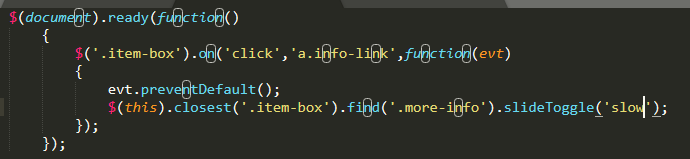 $(document).ready(function()
{
$('.item-box').on('click','a.info-link',function(evt)
{
evt.preventDefault();
$(this).closest('.item-box').find('.more-info').slideToggle('slow');
});
});